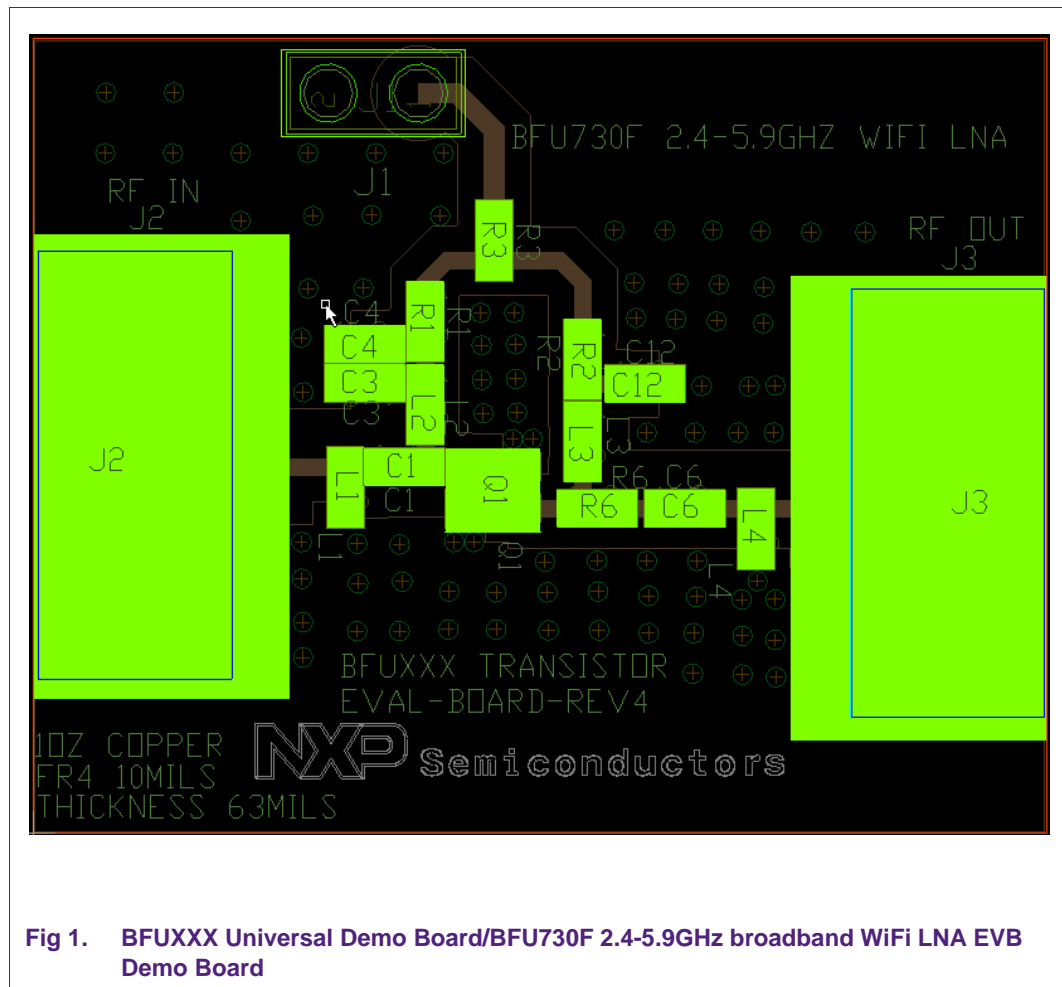 2 J1 1
BFU730F 2.4-5.9GHZ WIFI LNA
J1
RF IN
J2
RF OUT
J3
R3 R3
C4
R1 R1
C4
R2 R2
C12
C3
C12
C3
L2 L2
L3 L3
J2
C1
Q1
R6 C6
L1
C1
R6
C6
L4
J3
L1
Q1
L4
BFUXXX TRANSISTOR
EVAL-BOARD-REV4
1OZ COPPER
FR4 10MILS
THICKNESS 63MILS
NXP Semiconductors
Fig 1. BFUXXX Universal Demo Board/BFU730F 2.4-5.9GHz broadband WiFi LNA EVB
Demo Board